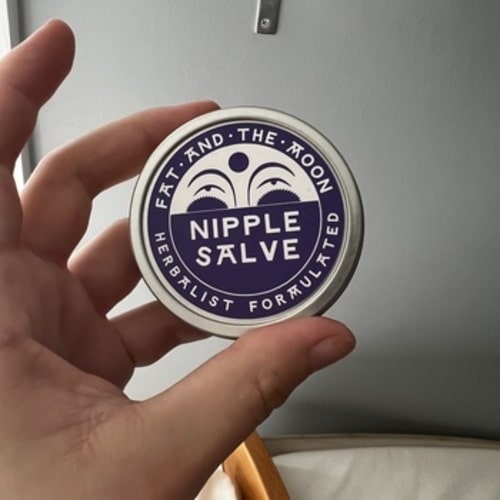 FAT·AND·THE·MOON
NIPPLE
SALVE
HERBALIST FORMULATED